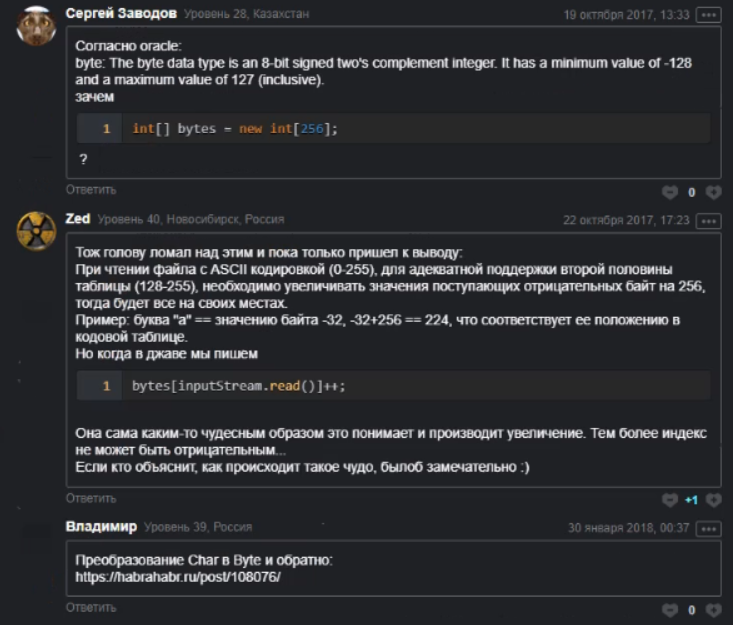 Сергей Заводов Уровень 28, Казахстан 19 октября 2017, 13:33
Согласно oracle:
byte: The byte data type is an 8-bit signed two's complement integer. It has a minimum value of -128
and a maximum value of 127 (inclusive).
зачем
1 int[] bytes = new int[256];
?
Ответить 0
Zed Уровень 40, Новосибирск, Россия 22 октября 2017, 17:23
Тож голову ломал над этим и пока только пришел к выводу:
При чтении файла с ASCII кодировкой (0-255), для адекватной поддержки второй половины
таблицы (128-255), необходимо увеличивать значения поступающих отрицательных байт на 256,
тогда будет все на своих местах.
Пример: буква "а" == значению байта -32, -32+256 == 224, что соответствует ее положению в
кодовой таблице.
Но когда в джаве мы пишем
1 bytes[inputStream.read()]++;
Она сама каким-то чудесным образом это понимает и производит увеличение. Тем более индекс
не может быть отрицательным...
Если кто объяснит, как происходит такое чудо, былоб замечательно :)
Ответить +1
Владимир Уровень 39, Россия 30 января 2018, 00:37
Преобразование Char в Byte и обратно:
https://habrahabr.ru/post/108076/
Ответить 0